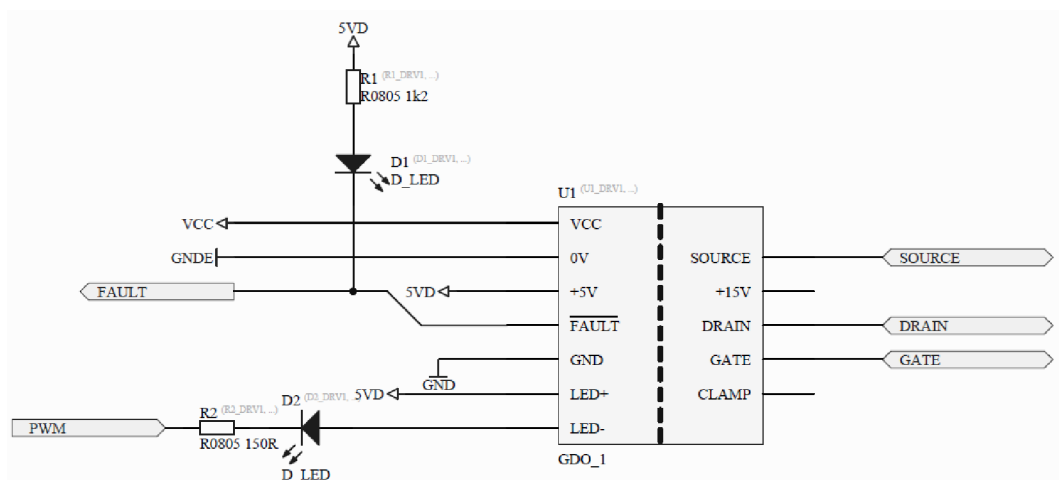 5VD
R1 (R1_DRV1, ...)
R0805 1k2
D1 (D1_DRV1, ...)
D_LED
U1 (U1_DRV1, ...)
VCC
VCC
GNDE
0V
SOURCE
SOURCE
FAULT
5VD
+5V
+15V
FAULT
DRAIN
DRAIN
GND
GND
GATE
GATE
5VD
LED+
CLAMP
D2 (D2_DRV1, ...)
R2 (R2_DRV1, ...)
PWM
LED-
R0805 150R
D_LED
GDO_1